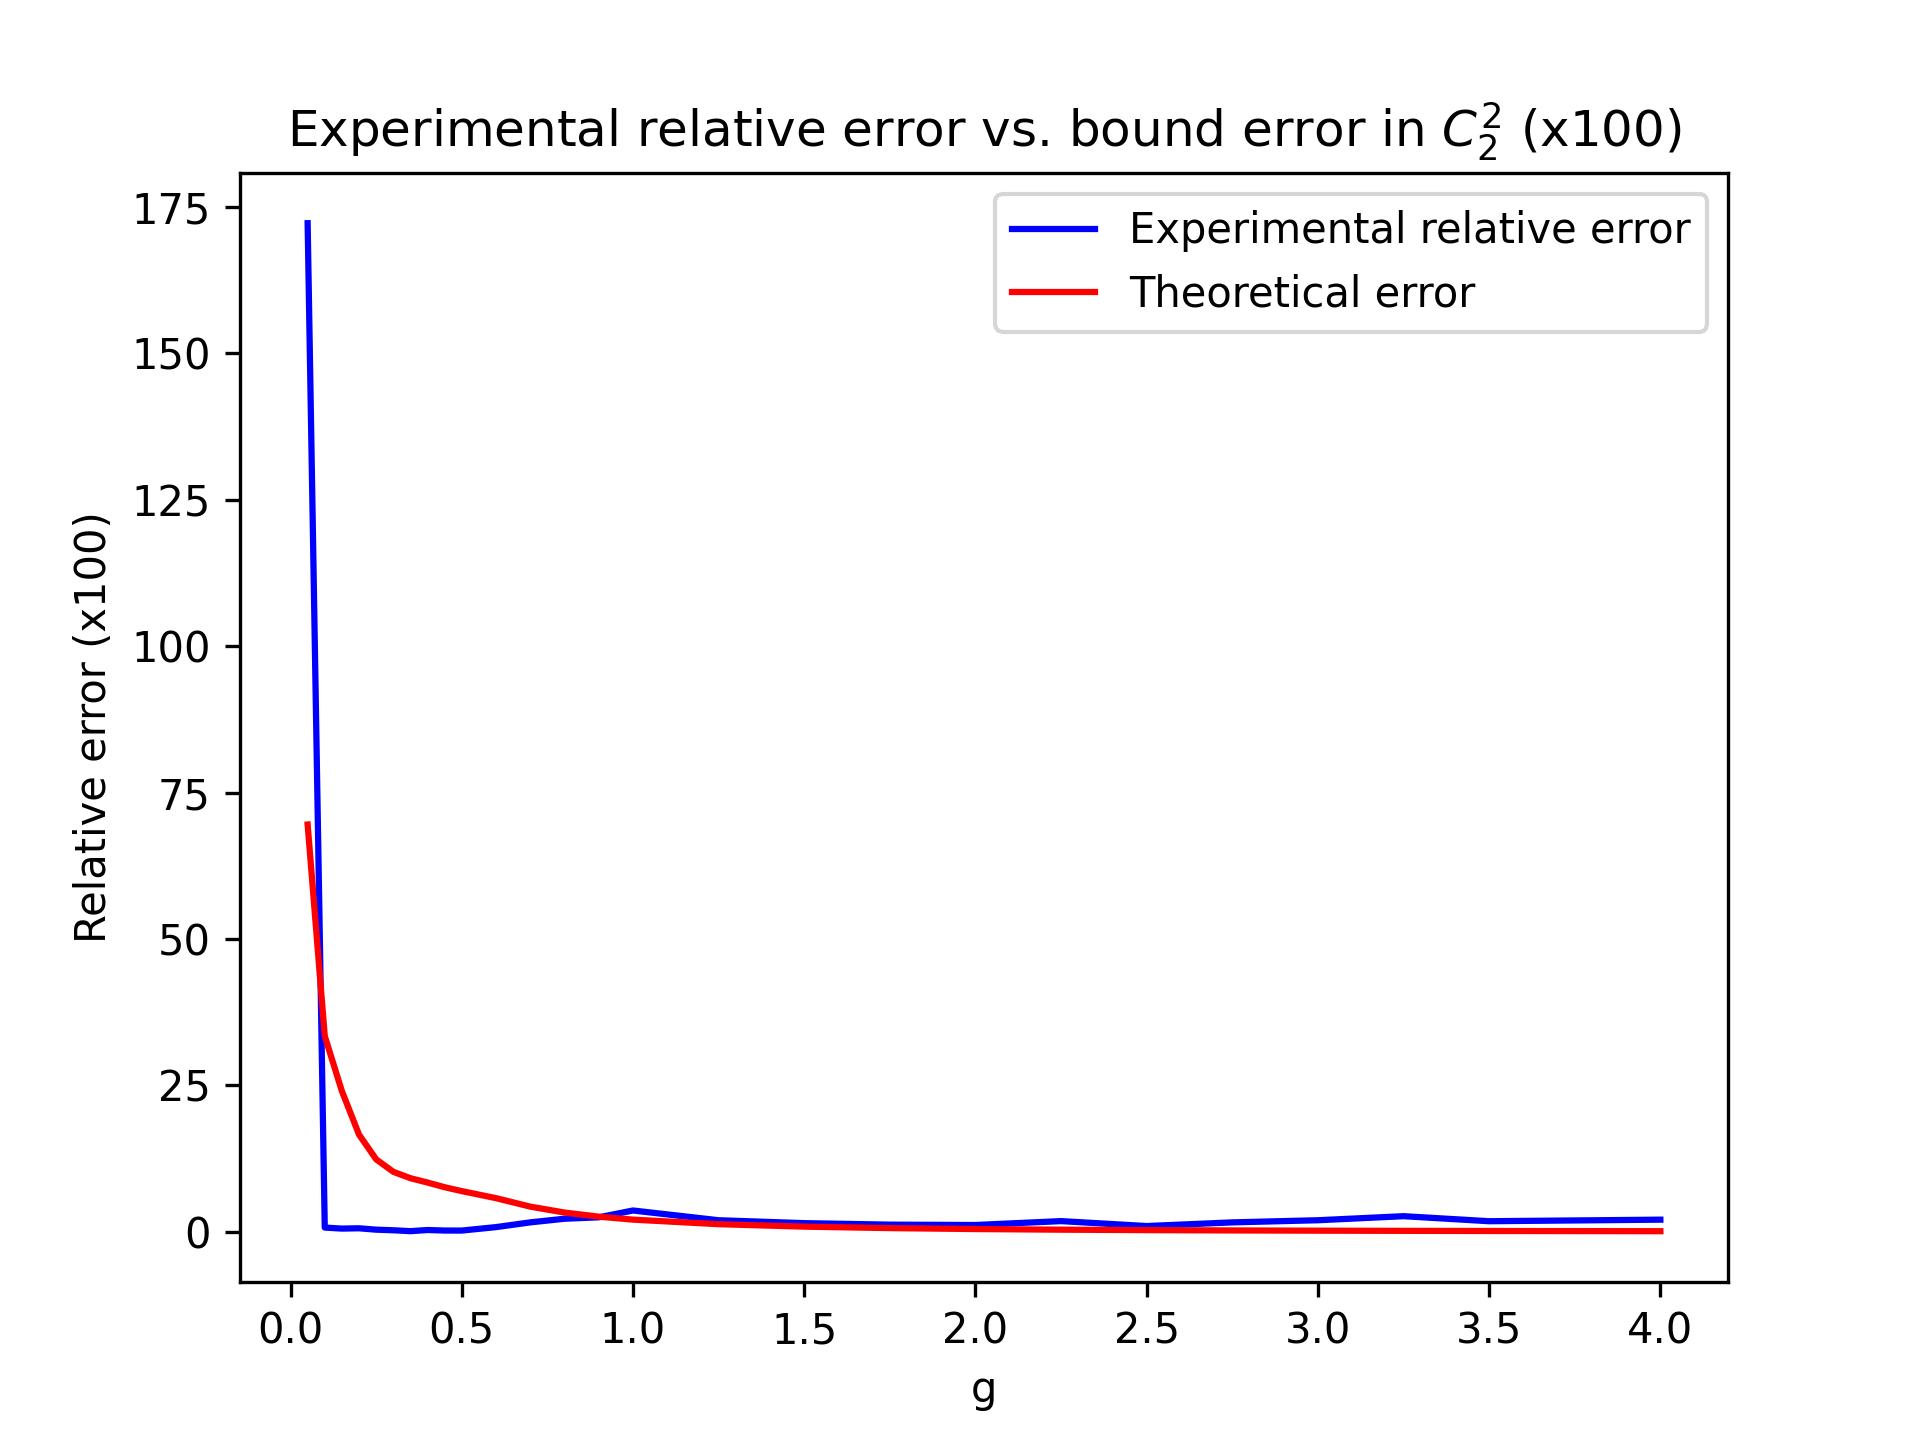 Experimental relative error vs. bound error in $C_2^2$ (x100)
Experimental relative error
Theoretical error
Relative error (x100)
175
150
125
100
75
50
25
0
0.0 0.5 1.0 1.5 2.0 2.5 3.0 3.5 4.0
g